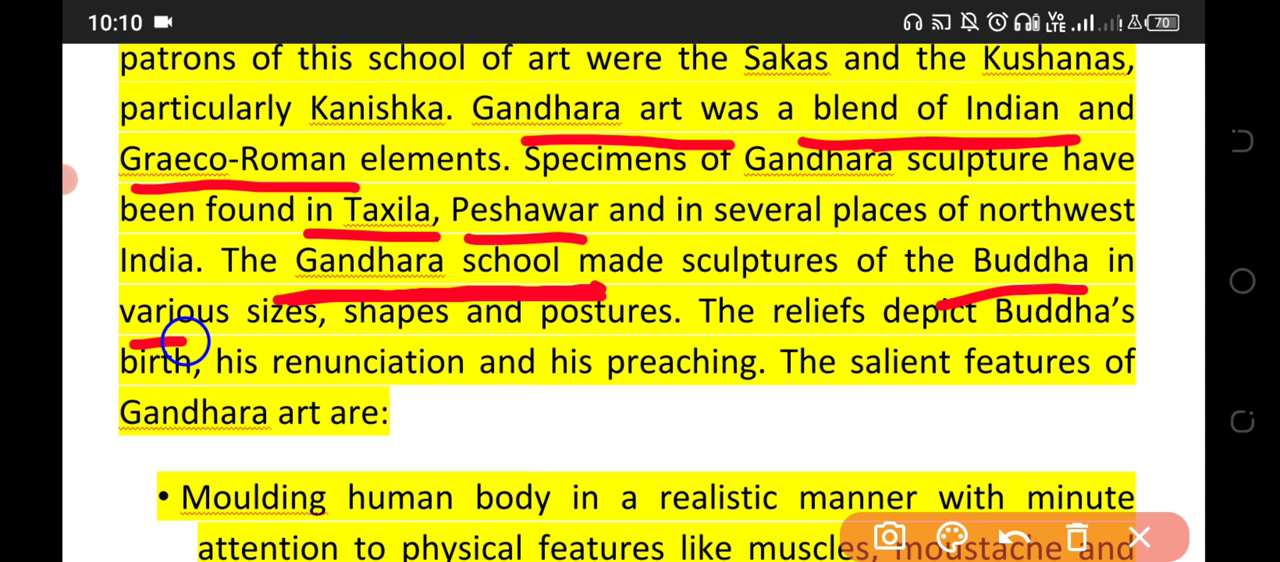 10:10
Vo
LTE
70
patrons of this school of art were the Sakas and the Kushanas,
particularly Kanishka. Gandhara art was a blend of Indian and
Graeco-Roman elements. Specimens of Gandhara sculpture have
been found in Taxila, Peshawar and in several places of northwest
India. The Gandhara school made sculptures of the Buddha in
various sizes, shapes and postures. The reliefs depict Buddha’s
birth, his renunciation and his preaching. The salient features of
Gandhara art are:
• Moulding human body in a realistic manner with minute
attention to physical features like muscles, moustache and